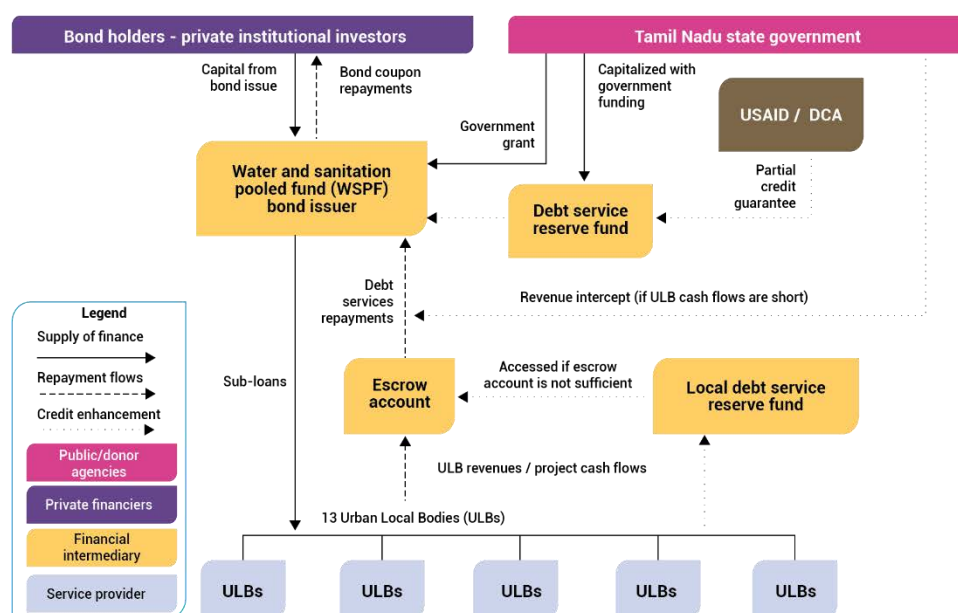 Bond holders - private institutional investors
Tamil Nadu state government
Capital from
bond issue
Bond coupon
repayments
Capitalized with
government
funding
USAID / DCA
Government
grant
Water and sanitation
pooled fund (WSPF)
bond issuer
Partial
credit
guarantee
Debt service
reserve fund
Debt
services
repayments
Revenue intercept (if ULB cash flows are short)
Legend
Supply of finance
Repayment flows
Credit enhancement
Public/donor
agencies
Private financiers
Financial
intermediary
Service provider
Sub-loans
Escrow
account
Accessed if escrow
account is not sufficient
Local debt service
reserve fund
ULB revenues / project cash flows
13 Urban Local Bodies (ULBs)
ULBs
ULBs
ULBs
ULBs
ULBs